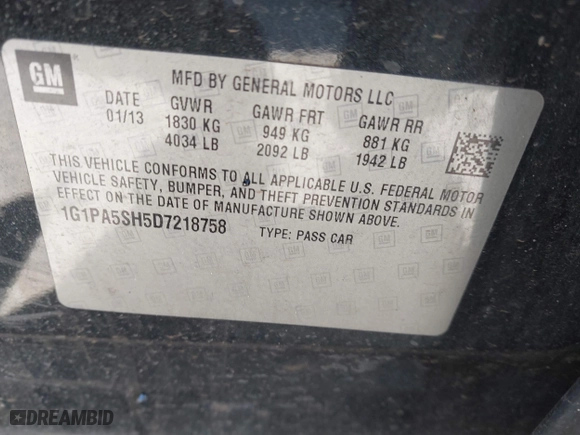 GM
MFD BY GENERAL MOTORS LLC
DATE GVWR GAWR FRT GAWR RR
01/13 1830 KG 949 KG 881 KG
4034 LB 2092 LB 1942 LB
THIS VEHICLE CONFORMS TO ALL APPLICABLE U.S. FEDERAL MOTOR
VEHICLE SAFETY, BUMPER, AND THEFT PREVENTION STANDARDS IN
EFFECT ON THE DATE OF MANUFACTURE SHOWN ABOVE.
1G1PA5SH5D7218758 TYPE: PASS CAR
DREAMBID